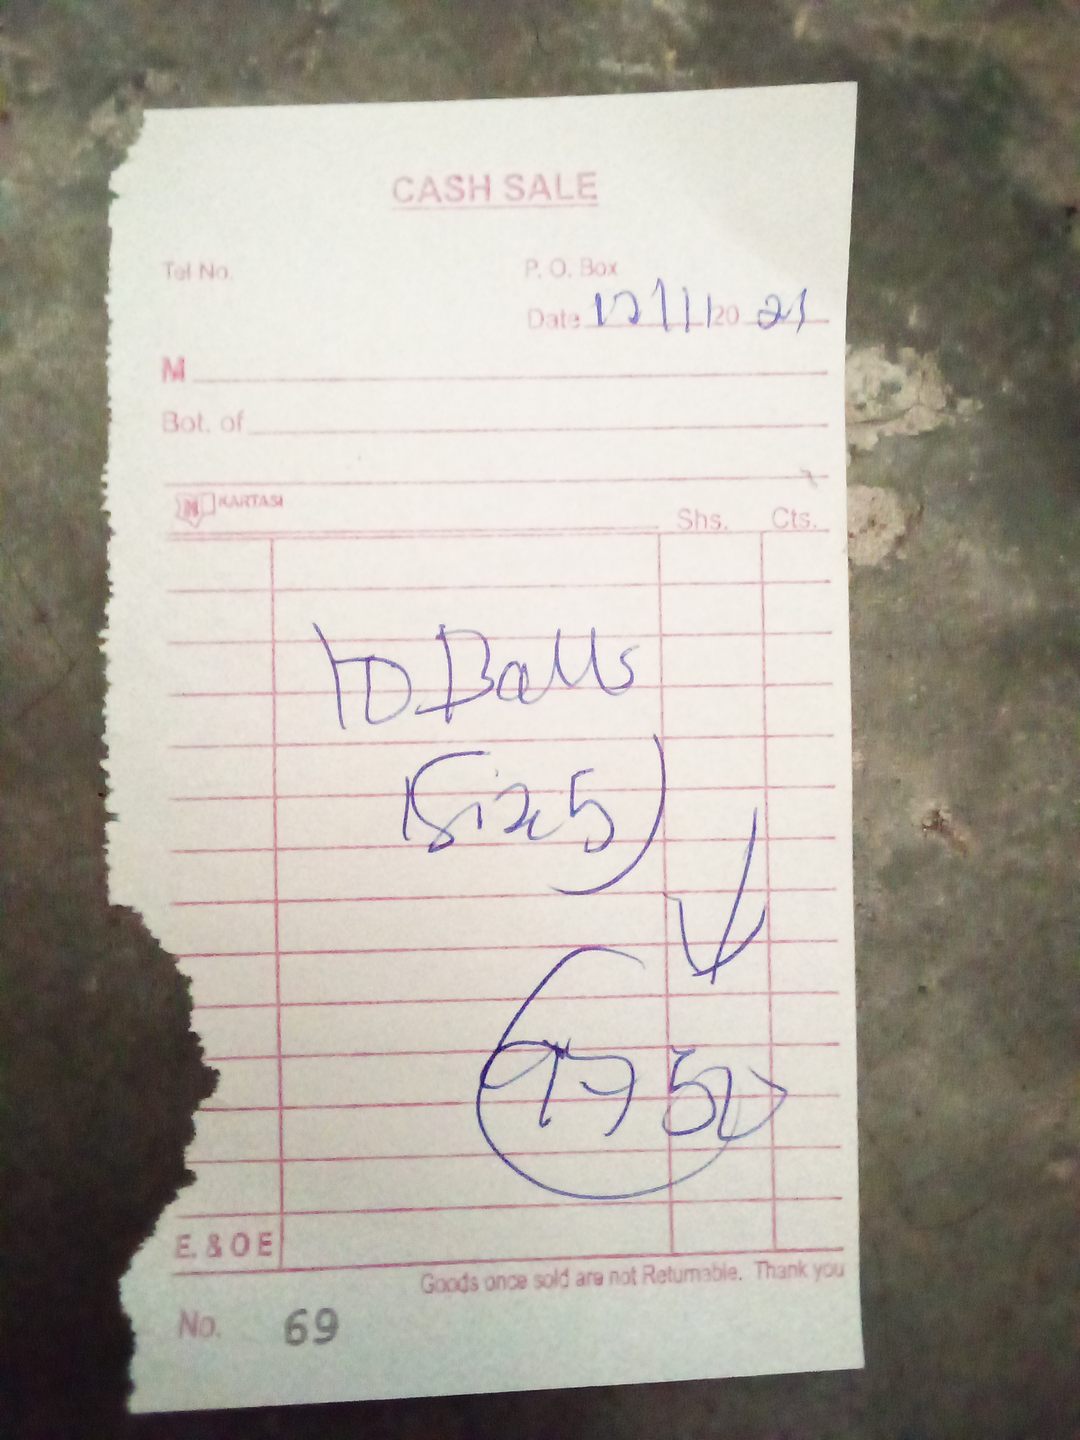 CASH SALE
Tel No. P. O. Box
Date 12/1/20 21
M
Bot. of
KARTASI
Shs. Cts.
10 Balls
(Size 5)
E. & O E
Goods once sold are not Returnable. Thank you
No. 69